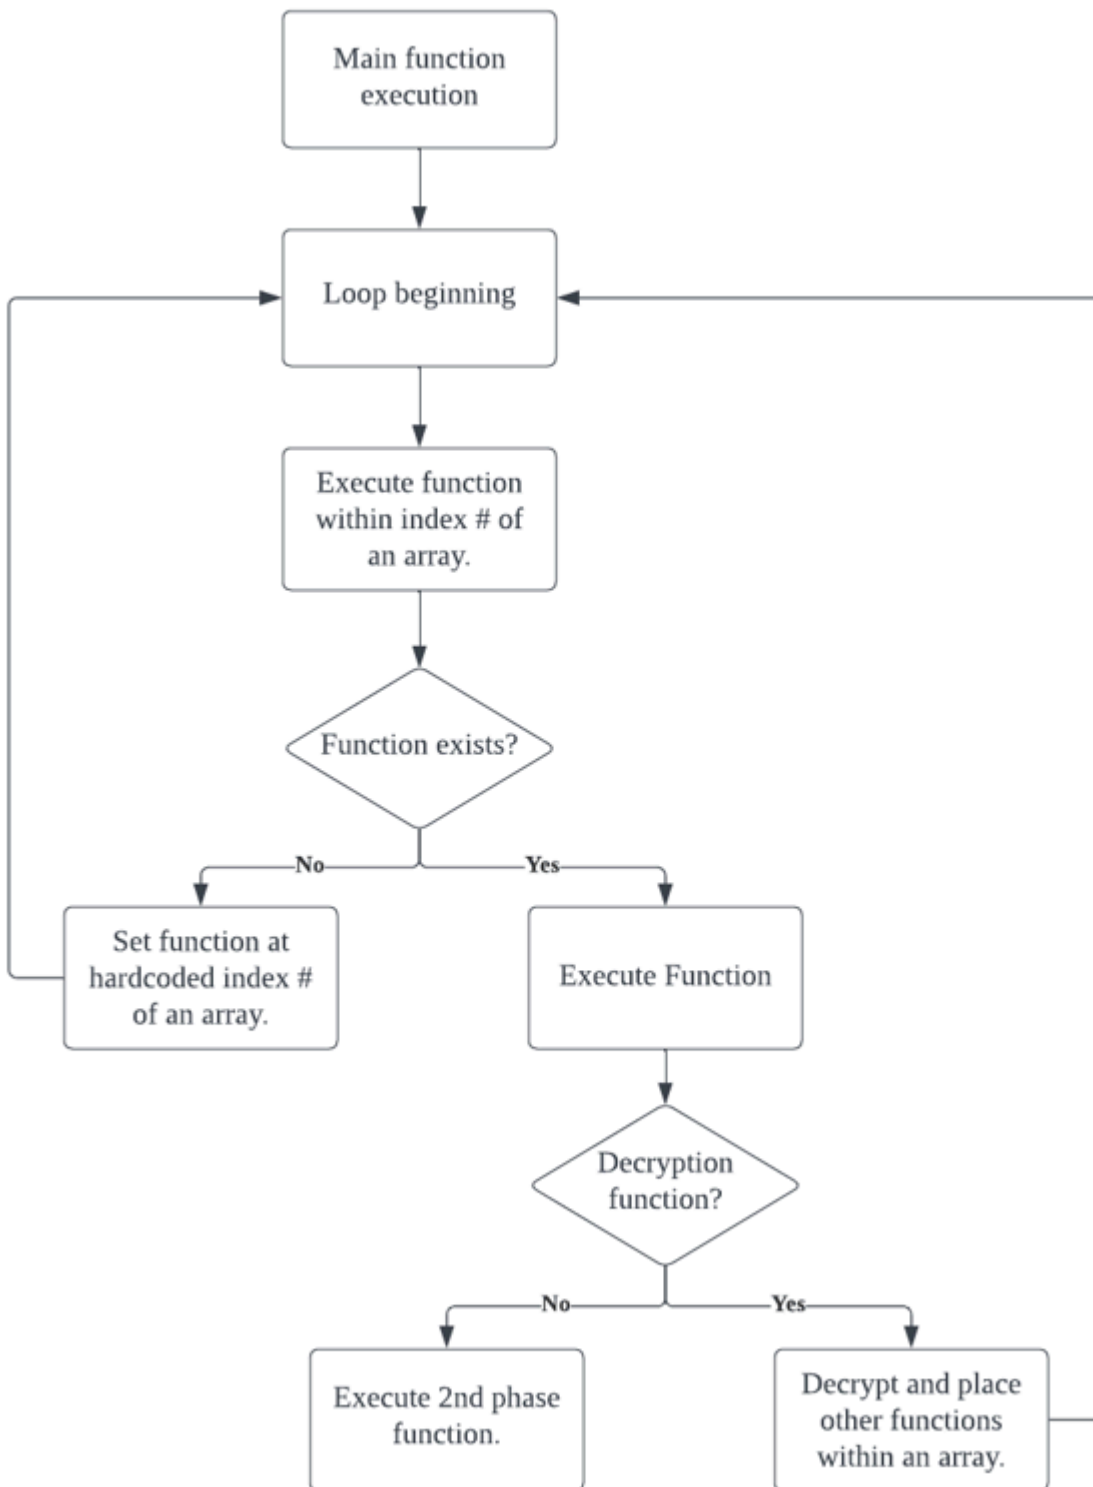 Main function
execution
Loop beginning
Execute function
within index # of
an array.
Function exists?
No
Yes
Set function at
hardcoded index #
of an array.
Execute Function
Decryption
function?
No
Yes
Execute 2nd phase
function.
Decrypt and place
other functions
within an array.